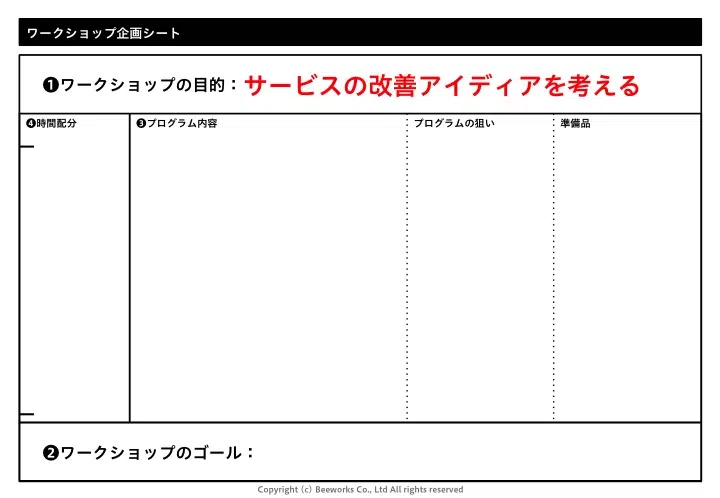 ワークショップ企画シート
❶ワークショップの目的：サービスの改善アイディアを考える
❹時間配分
❸プログラム内容
プログラムの狙い
準備品
❷ワークショップのゴール：
Copyright (c) Beeworks Co., Ltd All rights reserved